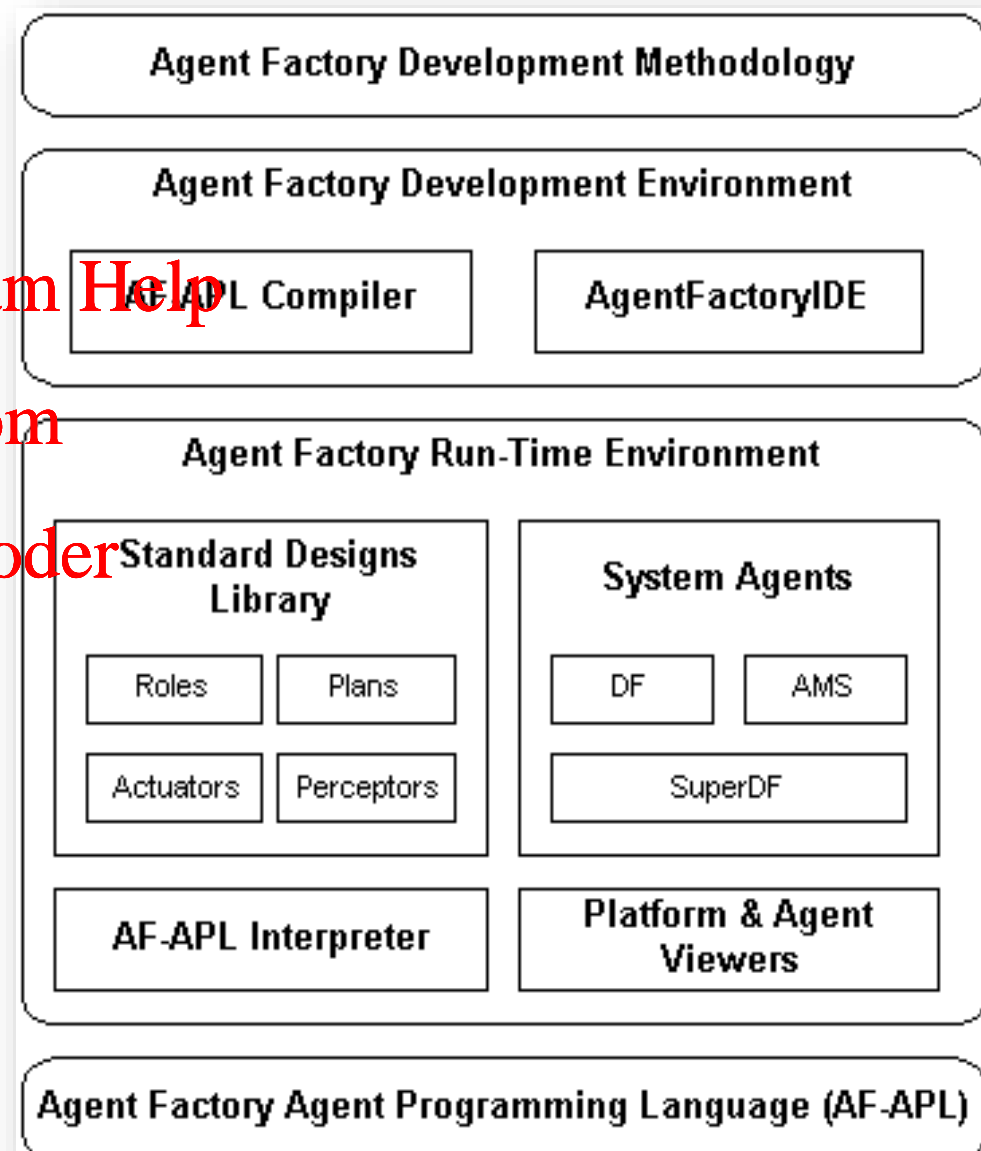 Agent Factory Development Methodology
Agent Factory Development Environment
AF-APL Compiler
AgentFactoryIDE
Help
Agent Factory Run-Time Environment
Standard Designs
Library
System Agents
Roles
Plans
DF
AMS
Actuators
Perceptors
SuperDF
AF-APL Interpreter
Platform & Agent
Viewers
Agent Factory Agent Programming Language (AF-APL)